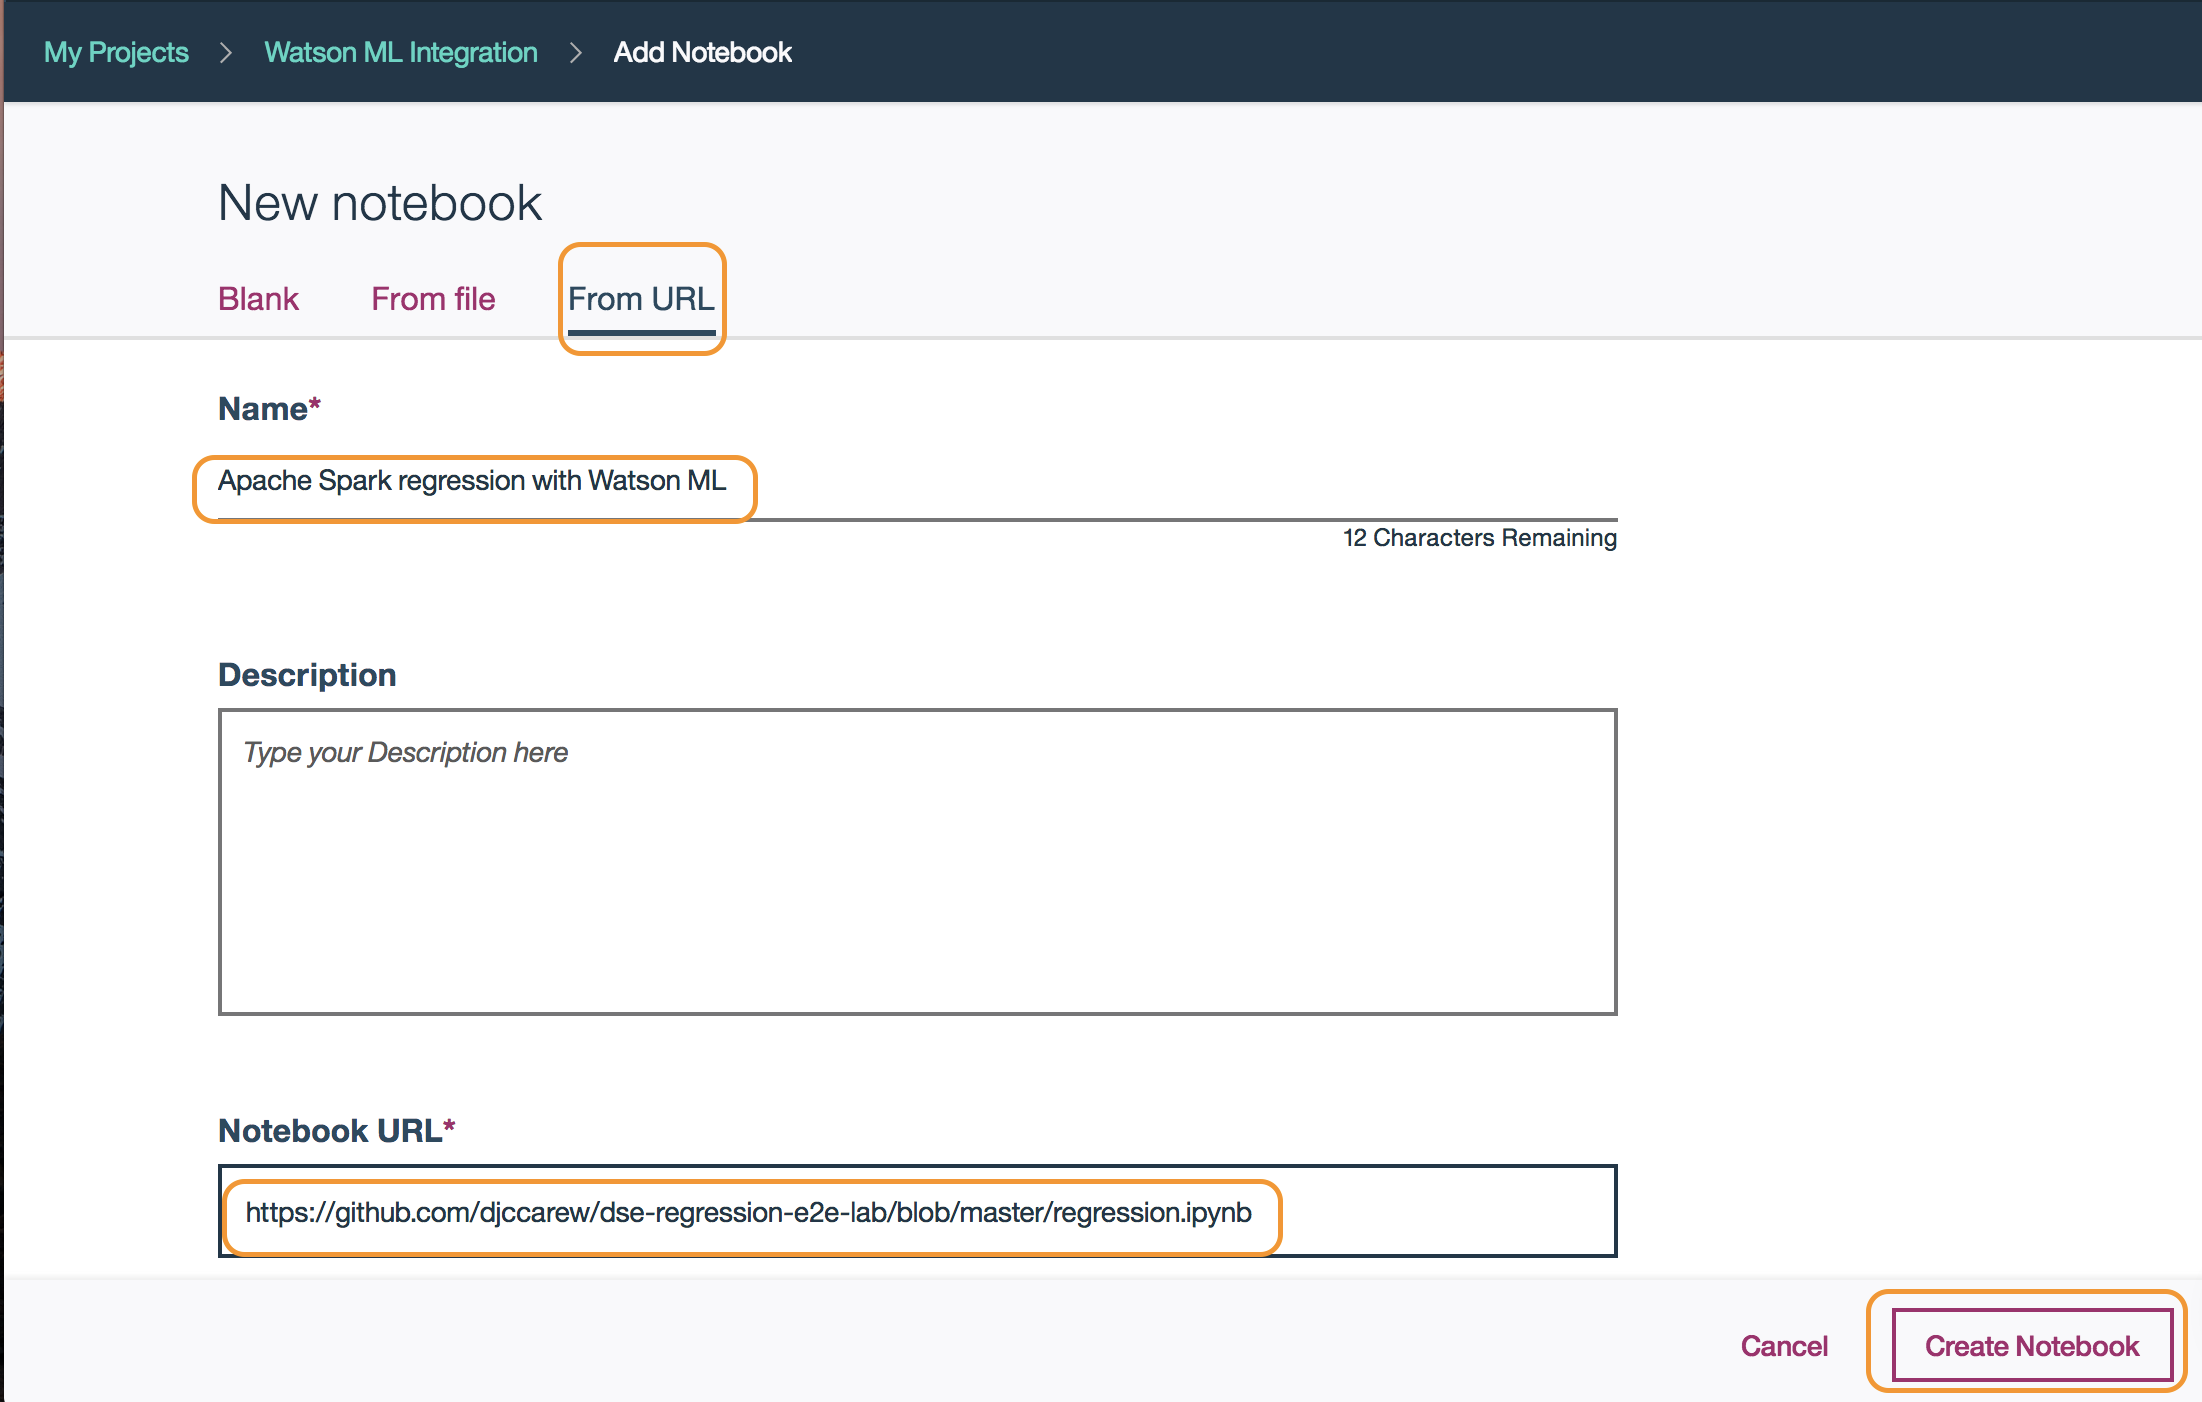 My Projects > Watson ML Integration > Add Notebook
New notebook
Blank From file From URL
Name*
Apache Spark regression with Watson ML
12 Characters Remaining
Description
Type your Description here
Notebook URL*
https://github.com/djccarew/dse-regression-e2e-lab/blob/master/regression.ipynb
Cancel Create Notebook